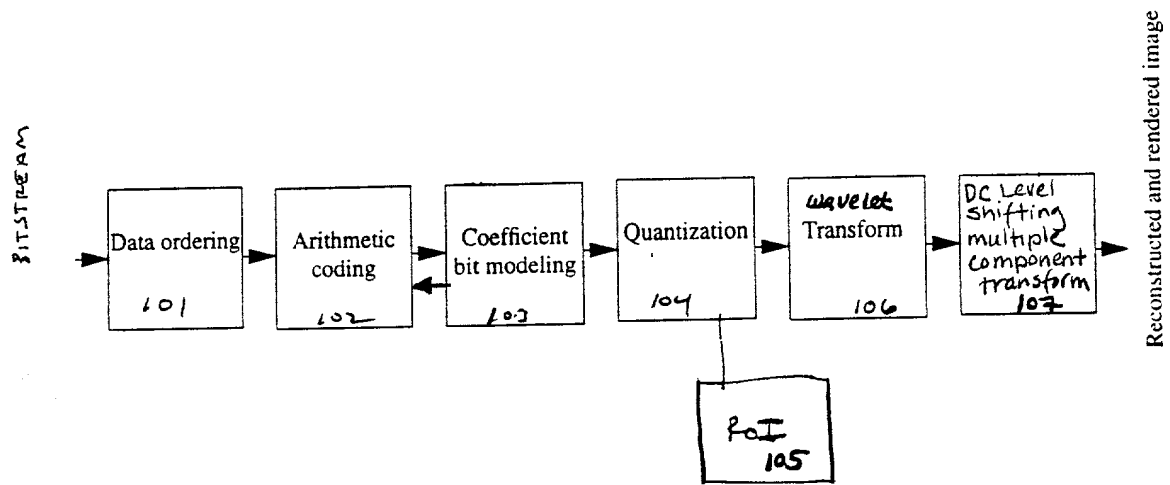 BITSTREAM
Data ordering
101
Arithmetic
coding
102
Coefficient
bit modeling
103
Quantization
104
wavelet
Transform
106
DC Level
shifting
multiple
component
transform
107
Reconstructed and rendered image
RoI
105